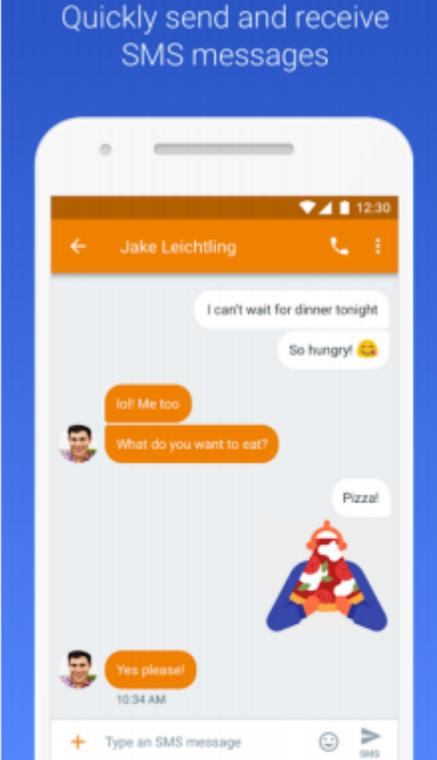 Quickly send and receive
SMS messages
12:30
Jake Leichtling
I can't wait for dinner tonight
So hungry! 😋
lol! Me too
What do you want to eat?
Pizza!
Yes please!
10:34 AM
Type an SMS message
SMS